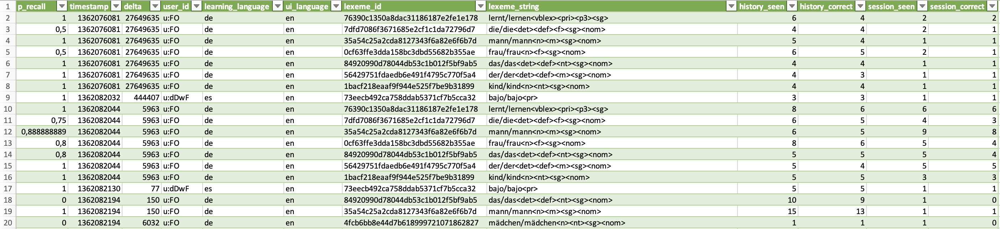 1 p_recall timestamp delta user_id learning_language ui_language lexeme_id lexeme_string history_seen history_correct session_seen session_correct
2 1 1362076081 27649635 u:FO de en 76390c1350a8dac31186187e2fe1e178 lernt/lernen<vblex><pri><p3><sg> 6 4 2 2
3 0,5 1362076081 27649635 u:FO de en 7dfd7086f3671685e2cf1c1da72796d7 die/die<det><def><f><sg><nom> 4 4 2 1
4 1 1362076081 27649635 u:FO de en 35a54c25a2cda8127343f6a82e6f6b7d mann/mann<n><m><sg><nom> 5 4 1 1
5 0,5 1362076081 27649635 u:FO de en 0cf63ffe3dda158bc3dbd55682b355ae frau/frau<n><f><sg><nom> 6 5 2 1
6 1 1362076081 27649635 u:FO de en 84920990d78044db53c1b012f5bf9ab5 das/das<det><def><nt><sg><nom> 4 4 1 1
7 1 1362076081 27649635 u:FO de en 56429751fdaedb6e491f4795c770f5a4 der/der<det><def><m><sg><nom> 4 3 1 1
8 1 1362076081 27649635 u:FO de en 1bacf218eaaf9f944e525f7be9b31899 kind/kind<n><nt><sg><nom> 4 4 1 1
9 1 1362082032 444407 u:dDwF es en 73eecb492ca758ddab5371cf7b5cca32 bajo/bajo<pr> 3 3 1 1
10 1 1362082044 5963 u:FO de en 76390c1350a8dac31186187e2fe1e178 lernt/lernen<vblex><pri><p3><sg> 8 6 6 6
11 0,75 1362082044 5963 u:FO de en 7dfd7086f3671685e2cf1c1da72796d7 die/die<det><def><f><sg><nom> 6 5 4 3
12 0,888888889 1362082044 5963 u:FO de en 35a54c25a2cda8127343f6a82e6f6b7d mann/mann<n><m><sg><nom> 6 5 9 8
13 0,8 1362082044 5963 u:FO de en 0cf63ffe3dda158bc3dbd55682b355ae frau/frau<n><f><sg><nom> 8 6 5 4
14 0,8 1362082044 5963 u:FO de en 84920990d78044db53c1b012f5bf9ab5 das/das<det><def><nt><sg><nom> 5 5 5 4
15 1 1362082044 5963 u:FO de en 56429751fdaedb6e491f4795c770f5a4 der/der<det><def><m><sg><nom> 5 4 5 5
16 1 1362082044 5963 u:FO de en 1bacf218eaaf9f944e525f7be9b31899 kind/kind<n><nt><sg><nom> 5 5 3 3
17 1 1362082130 77 u:dDwF es en 73eecb492ca758ddab5371cf7b5cca32 bajo/bajo<pr> 5 5 1 1
18 0 1362082194 150 u:FO de en 84920990d78044db53c1b012f5bf9ab5 das/das<det><def><nt><sg><nom> 10 9 1 0
19 1 1362082194 150 u:FO de en 35a54c25a2cda8127343f6a82e6f6b7d mann/mann<n><m><sg><nom> 15 13 1 1
20 0 1362082194 6032 u:FO de en 4fcb6bb8e44d7b618999721071862827 mädchen/mädchen<n><nt><sg><nom> 1 1 1 0